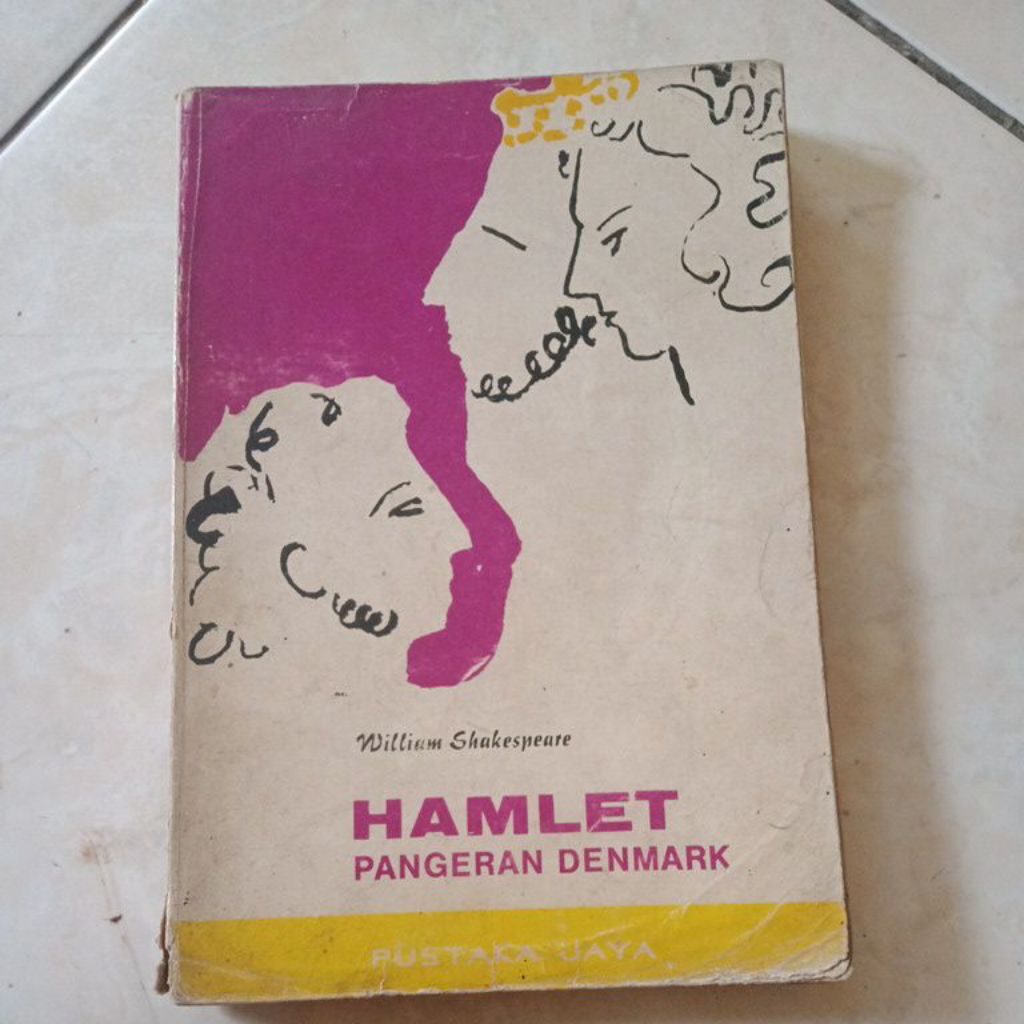 William Shakespeare
HAMLET
PANGERAN DENMARK
PUSTAKA JAYA